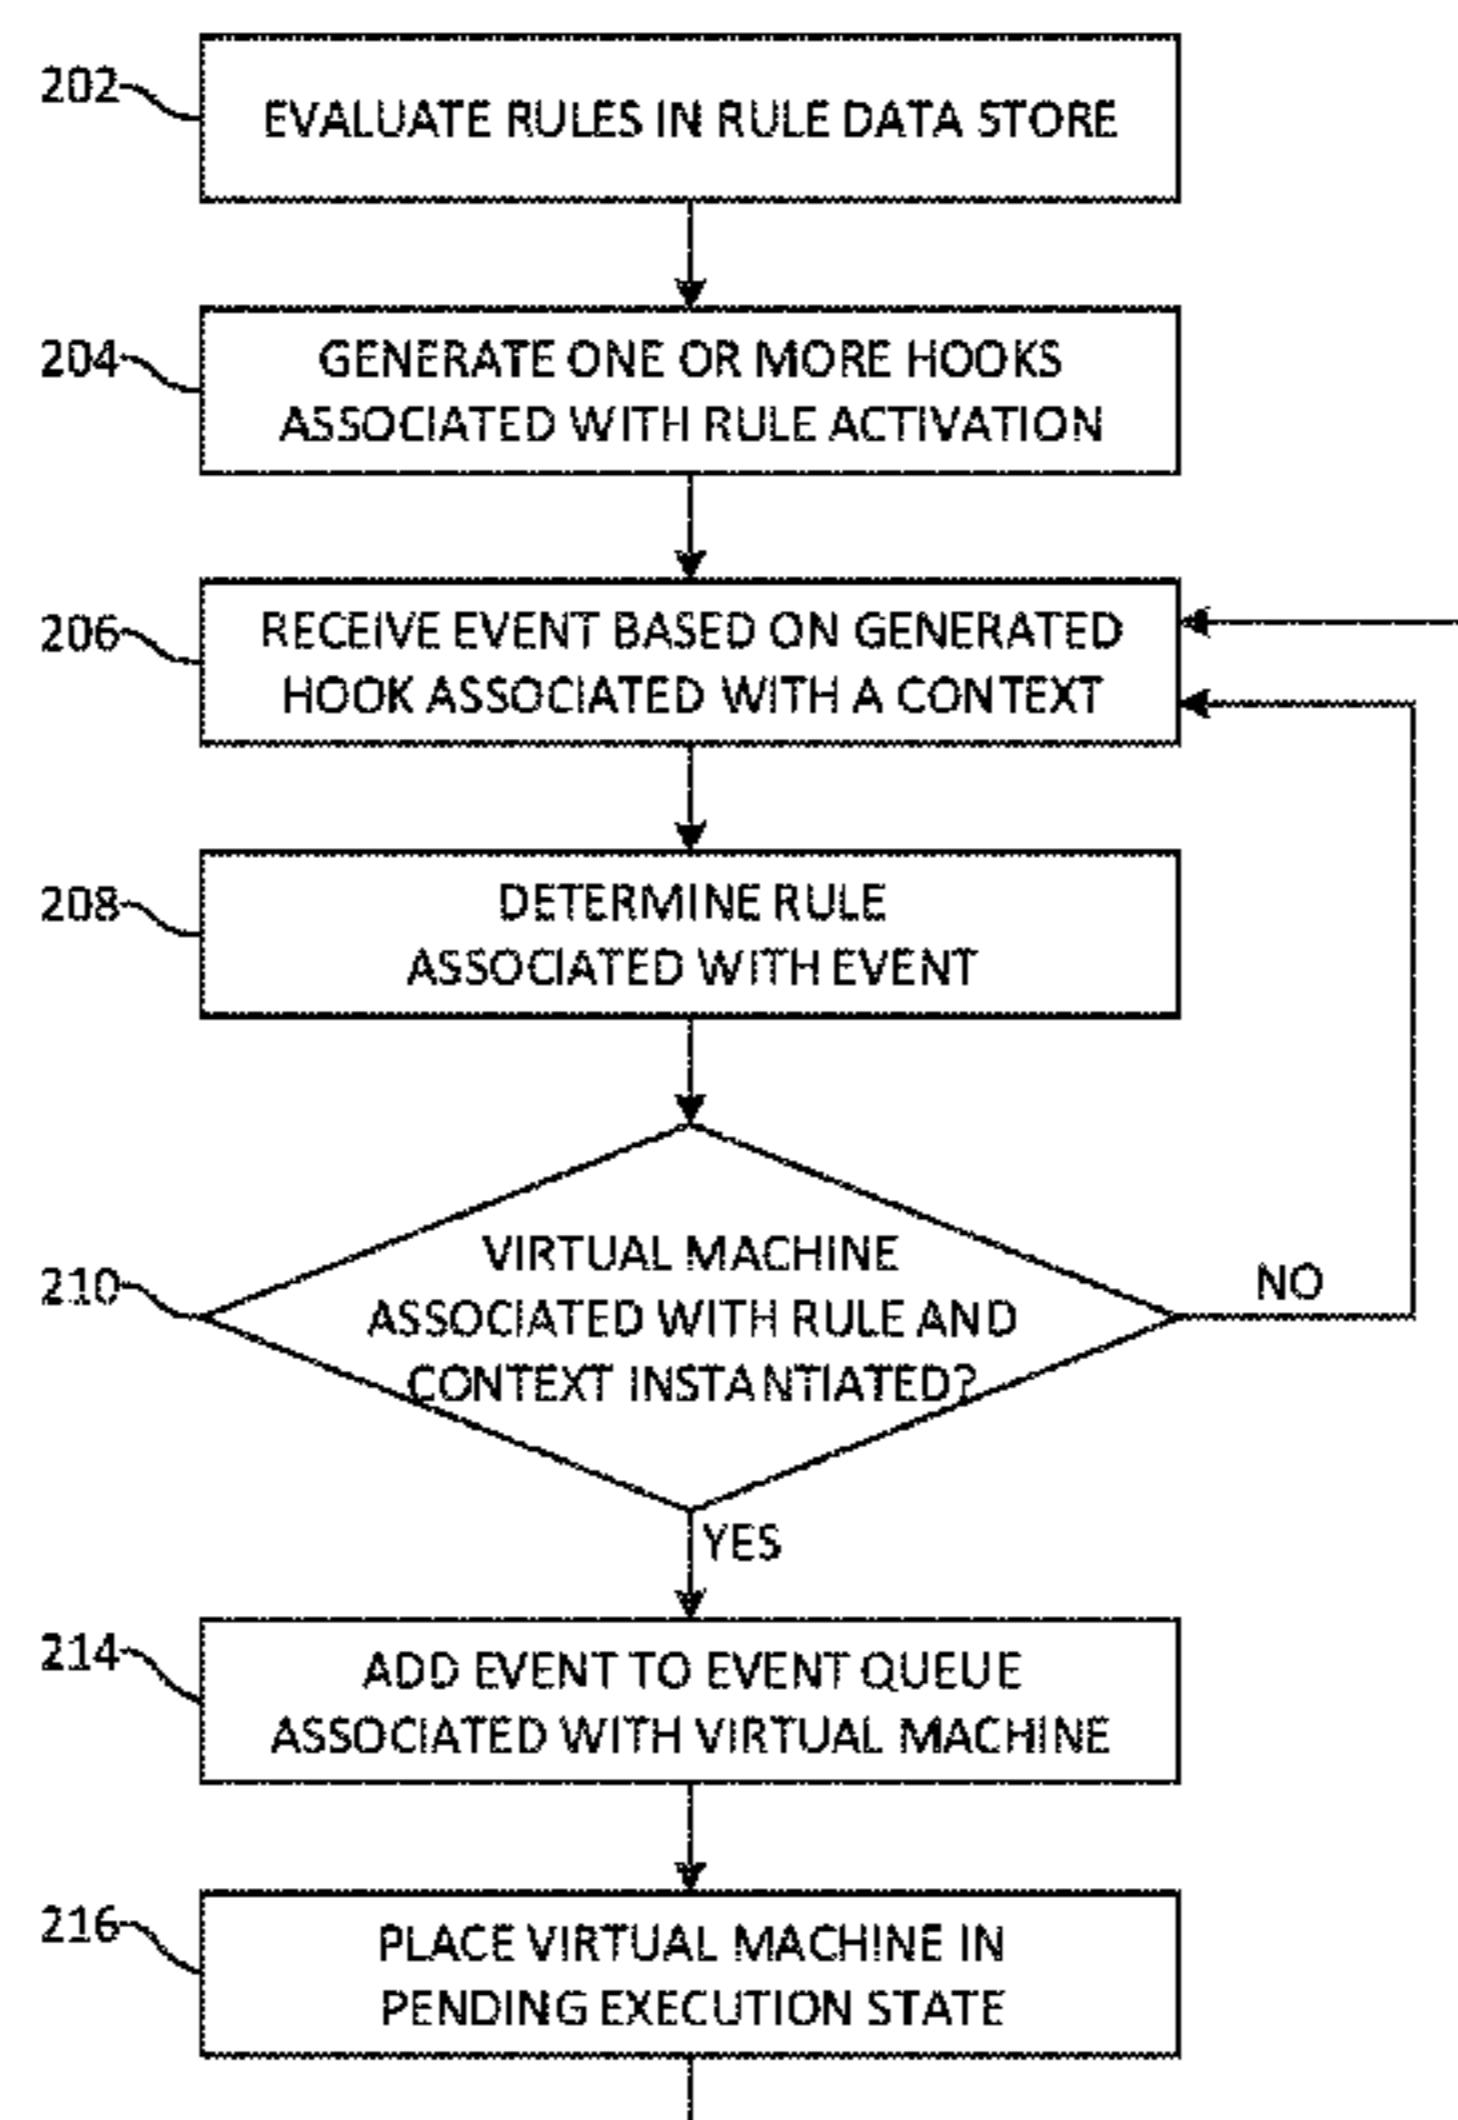 202
EVALUATE RULES IN RULE DATA STORE
204
GENERATE ONE OR MORE HOOKS
ASSOCIATED WITH RULE ACTIVATION
206
RECEIVE EVENT BASED ON GENERATED
HOOK ASSOCIATED WITH A CONTEXT
208
DETERMINE RULE
ASSOCIATED WITH EVENT
210
VIRTUAL MACHINE
ASSOCIATED WITH RULE AND
CONTEXT INSTANTIATED?
NO
YES
214
ADD EVENT TO EVENT QUEUE
ASSOCIATED WITH VIRTUAL MACHINE
216
PLACE VIRTUAL MACHINE IN
PENDING EXECUTION STATE